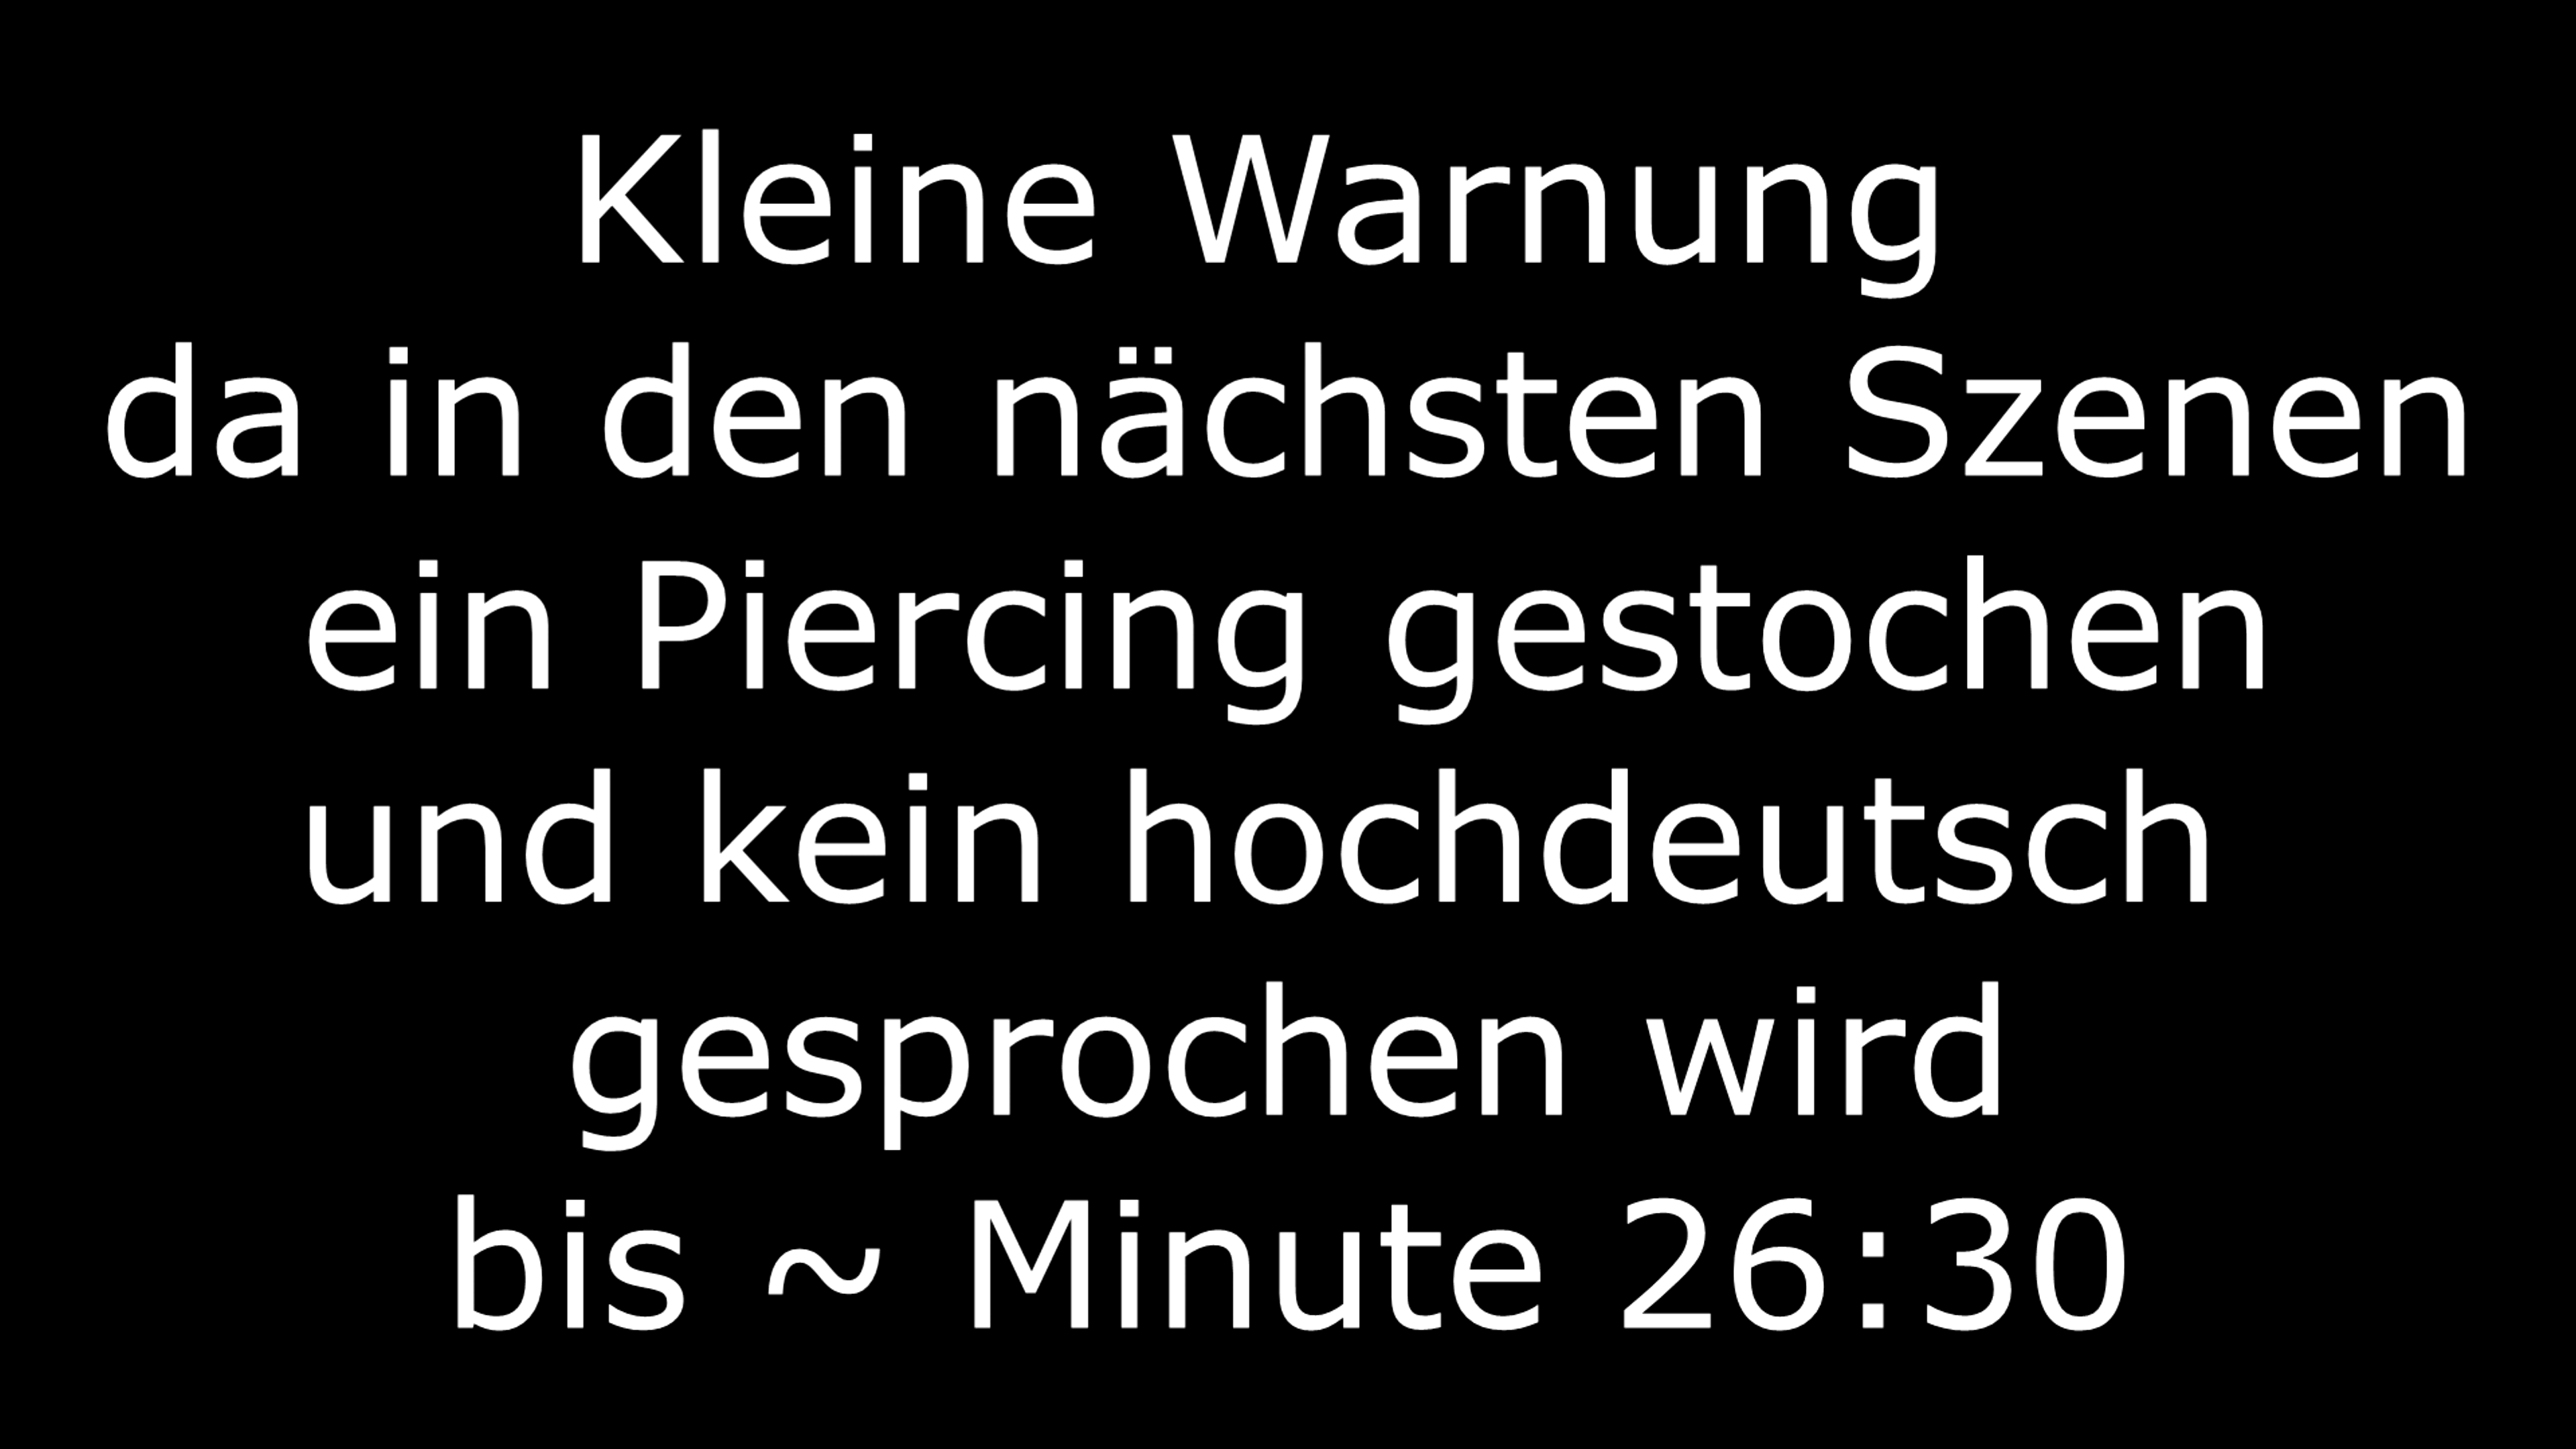 Kleine Warnung
da in den nächsten Szenen
ein Piercing gestochen
und kein hochdeutsch
gesprochen wird
bis ~ Minute 26:30